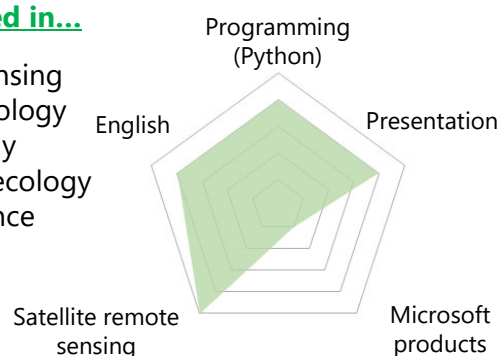 ed in...
nsing
ology
y
ecology
nce
Programming
(Python)
English
Presentation
Satellite remote
sensing
Microsoft
products